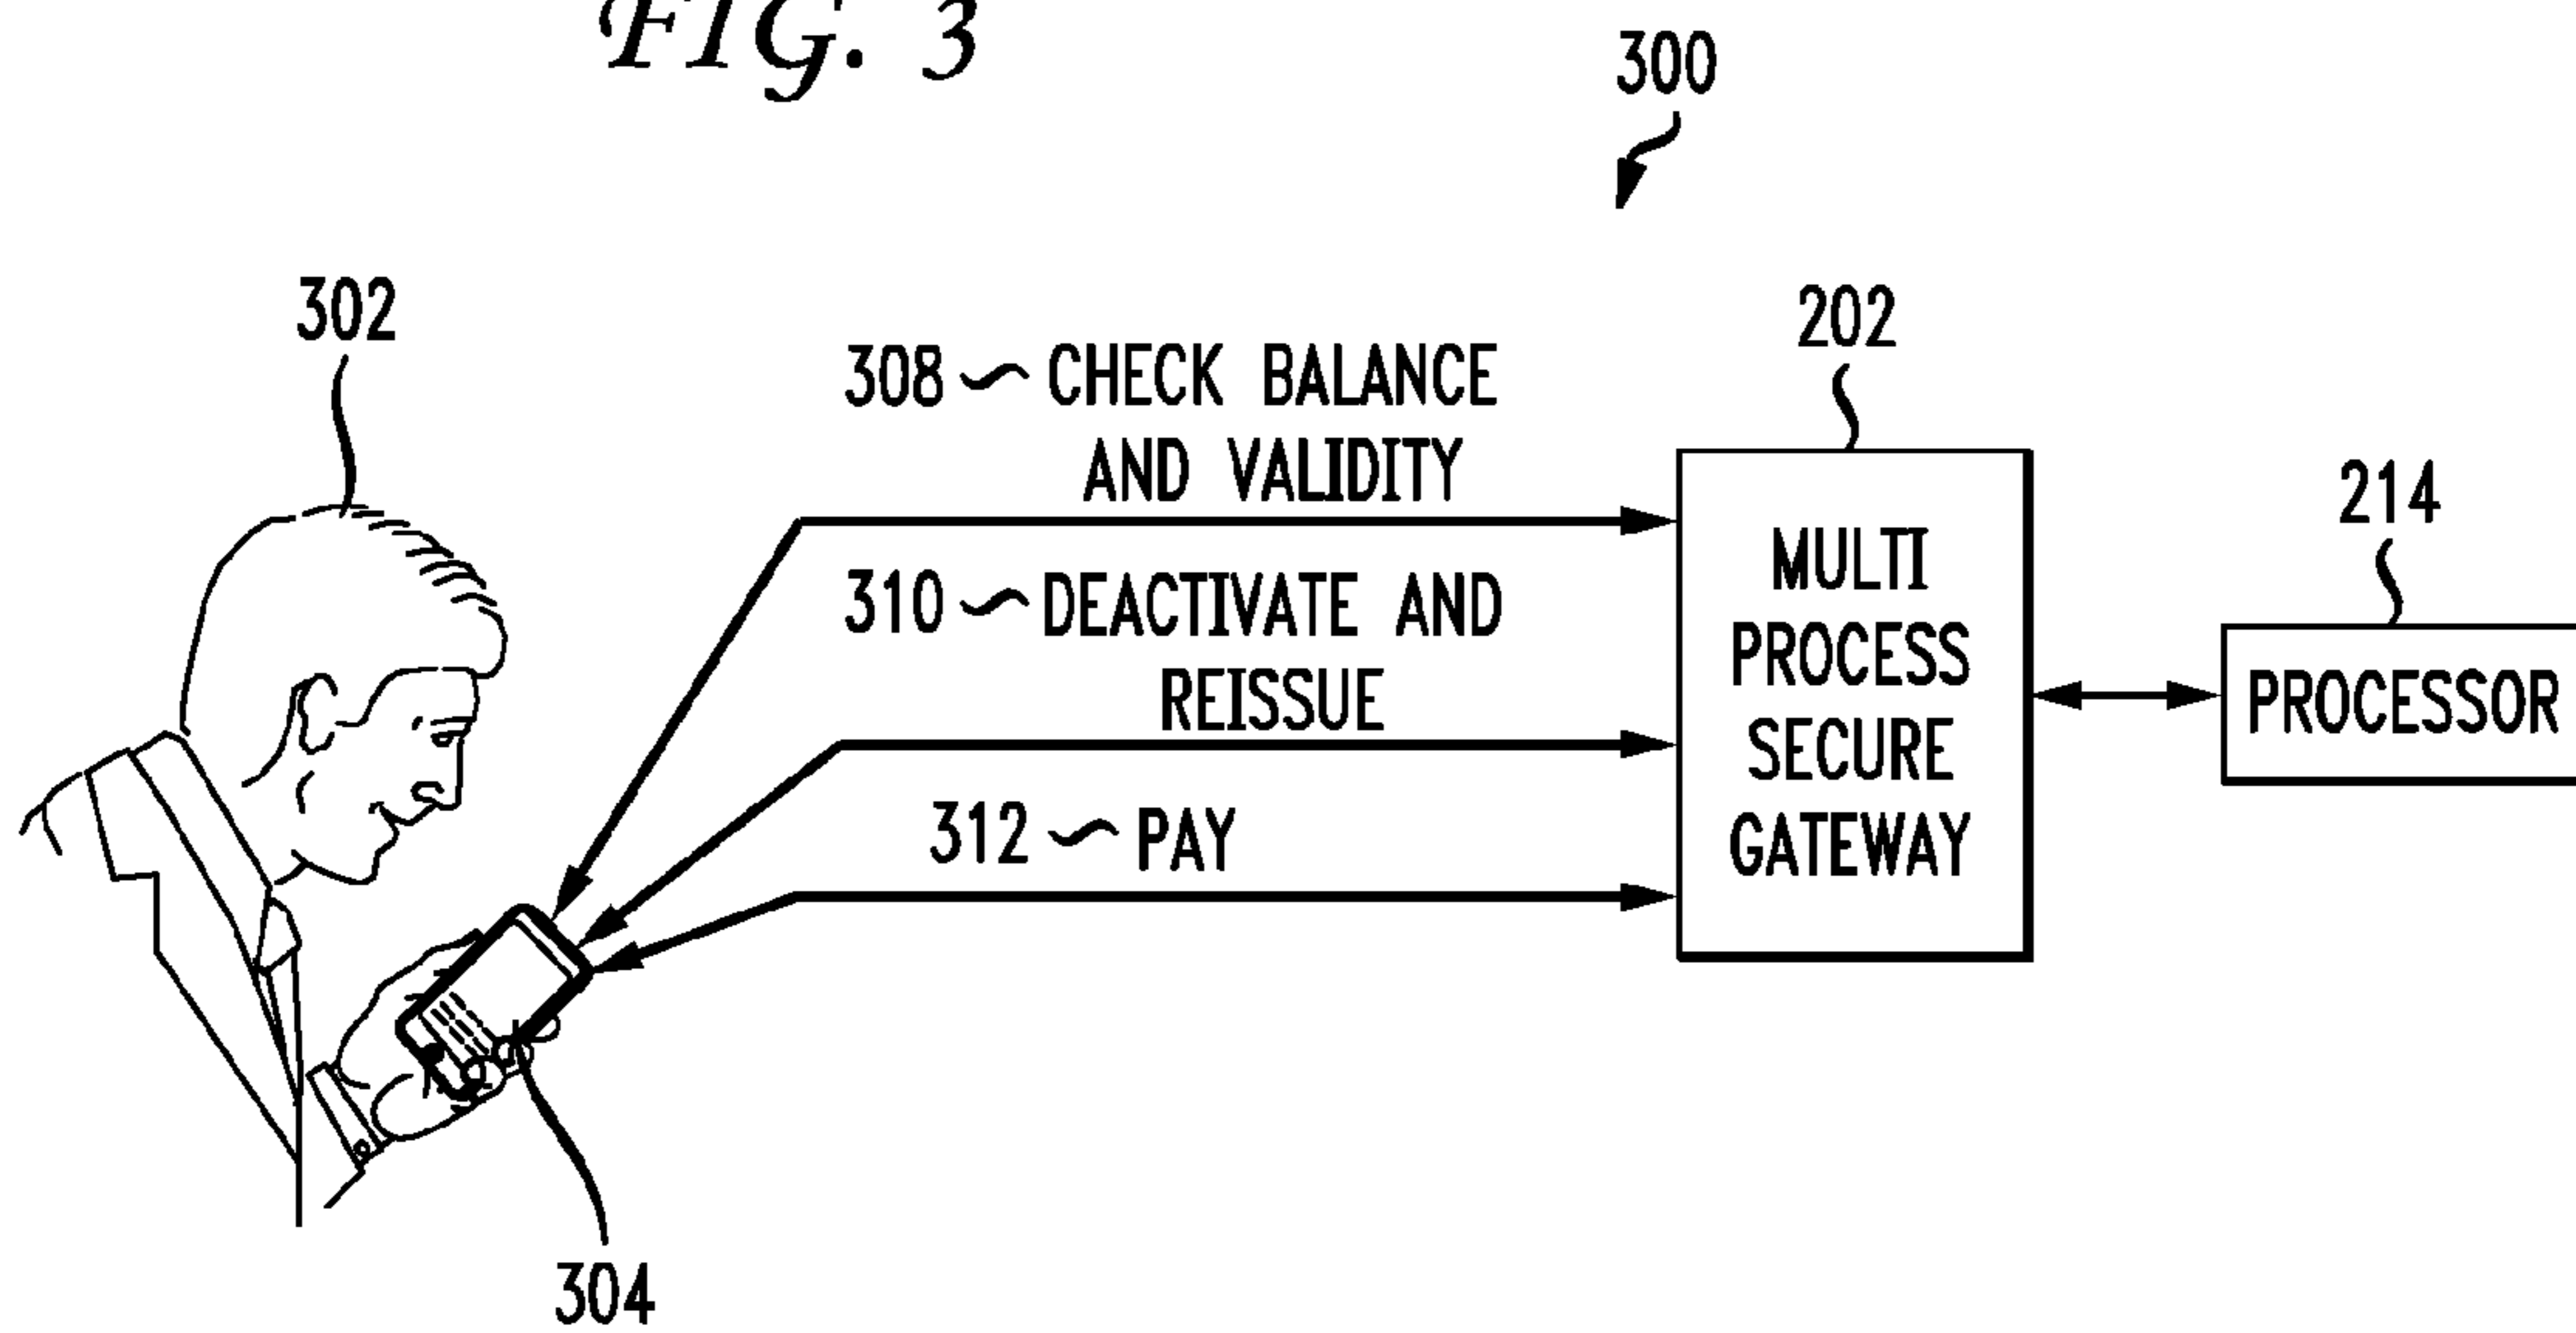 FIG. 3
300
302
308 CHECK BALANCE
AND VALIDITY
310 DEACTIVATE AND
REISSUE
312 PAY
202
MULTI
PROCESS
SECURE
GATEWAY
214
PROCESSOR
304